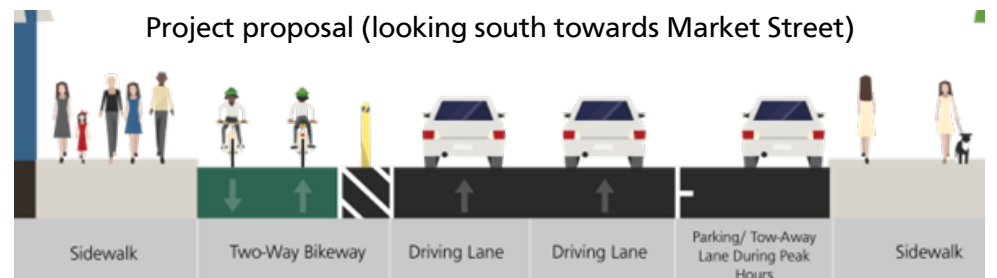 Project proposal (looking south towards Market Street)
Sidewalk
Two-Way Bikeway
Driving Lane
Driving Lane
Parking/ Tow-Away
Lane During Peak
Hours
Sidewalk